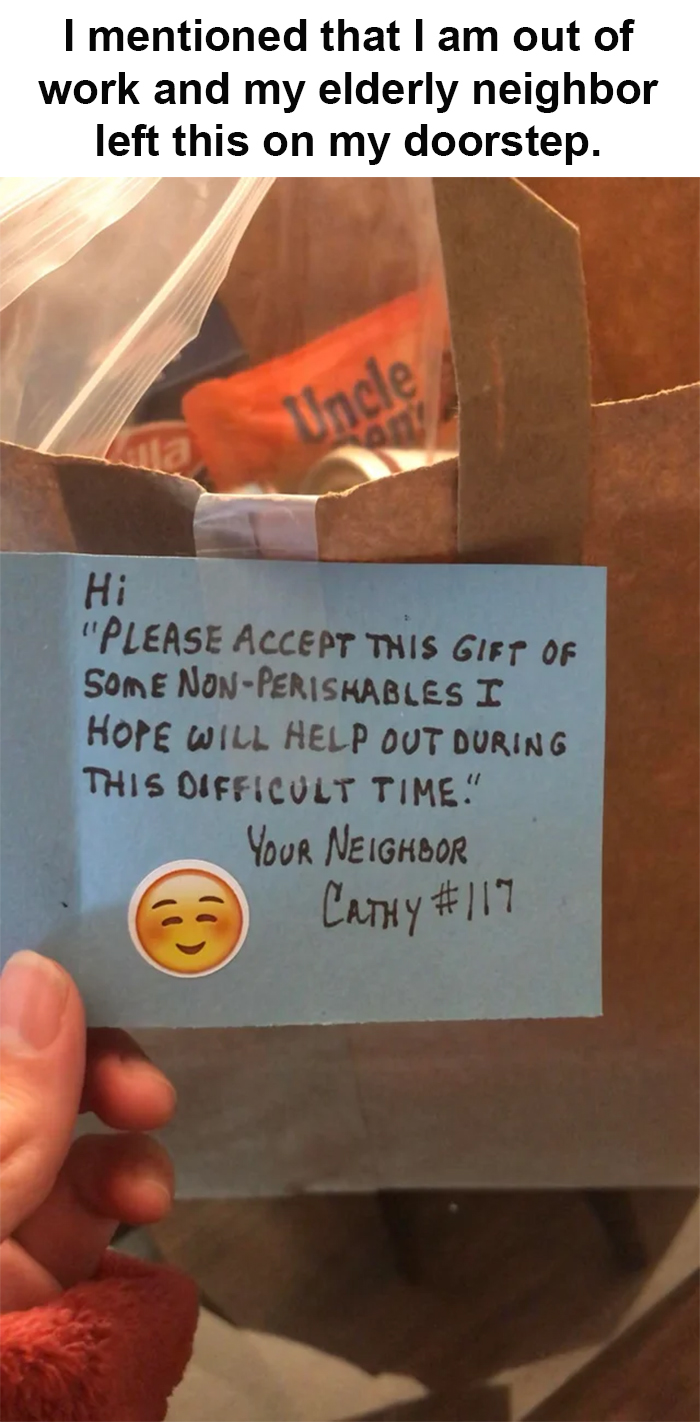 I mentioned that I am out of
work and my elderly neighbor
left this on my doorstep.
Uncle
Ben's
Hi
"PLEASE ACCEPT THIS GIFT OF
SOME NON-PERISHABLES I
HOPE WILL HELP OUT DURING
THIS DIFFICULT TIME."
YOUR NEIGHBOR
CATHY #117